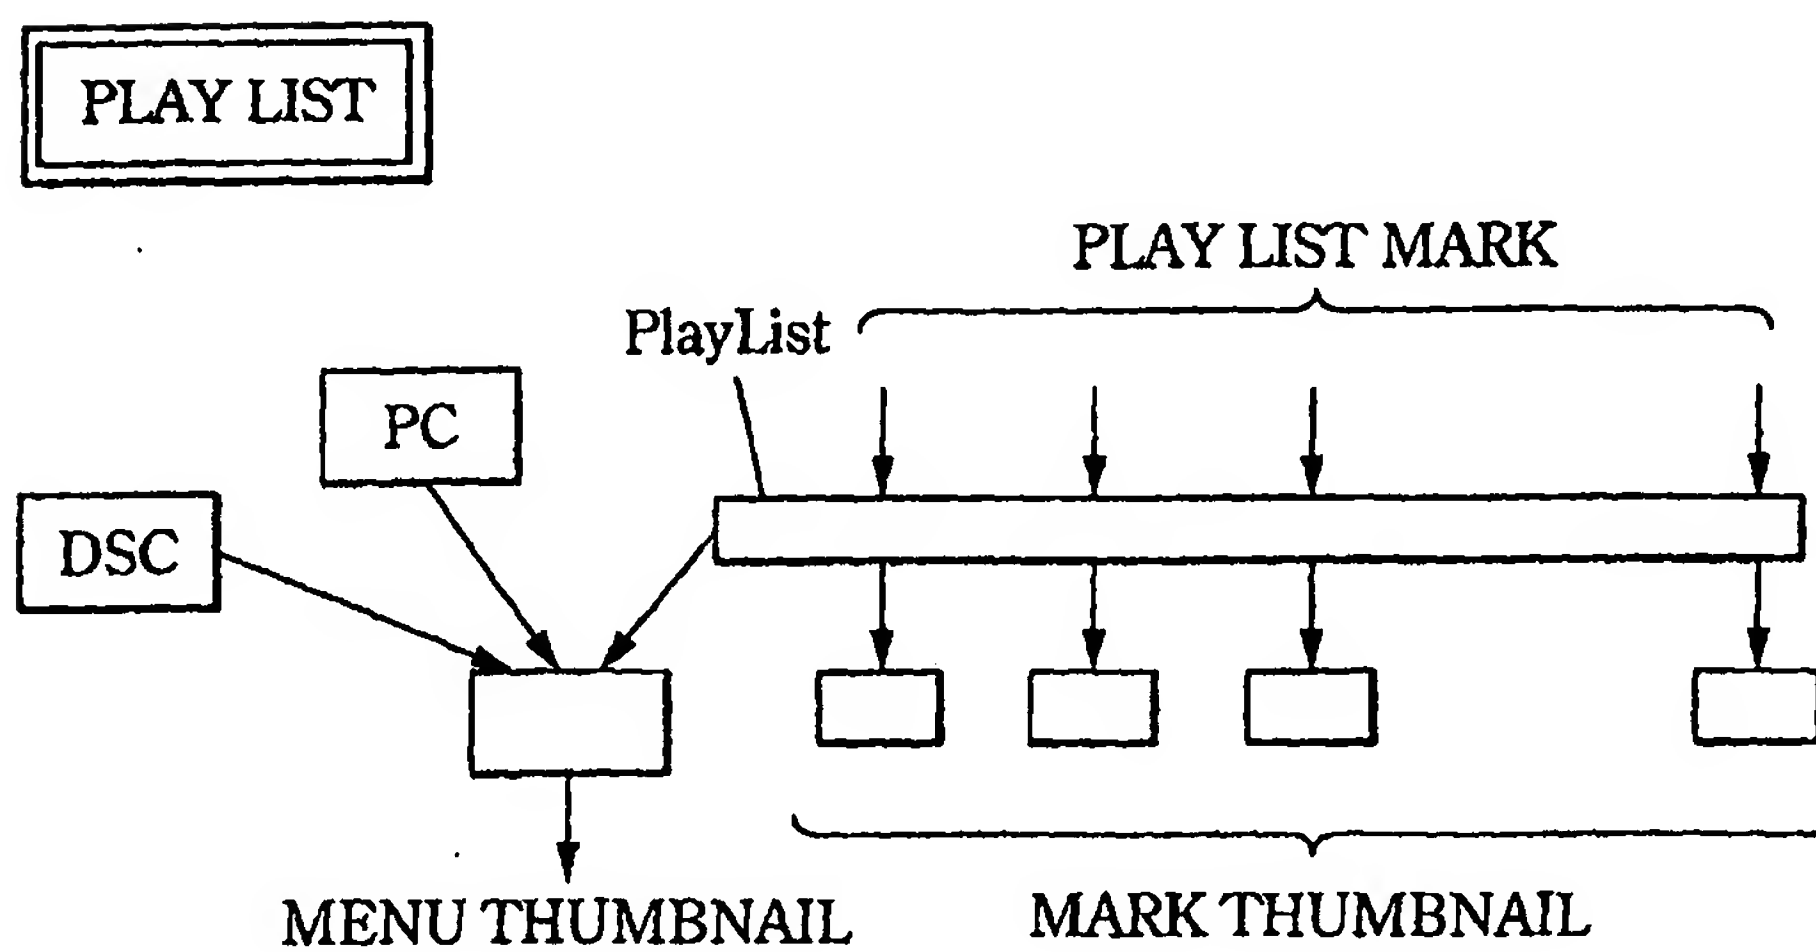 PLAY LIST
PLAY LIST MARK
PlayList
PC
DSC
MENU THUMBNAIL
MARK THUMBNAIL